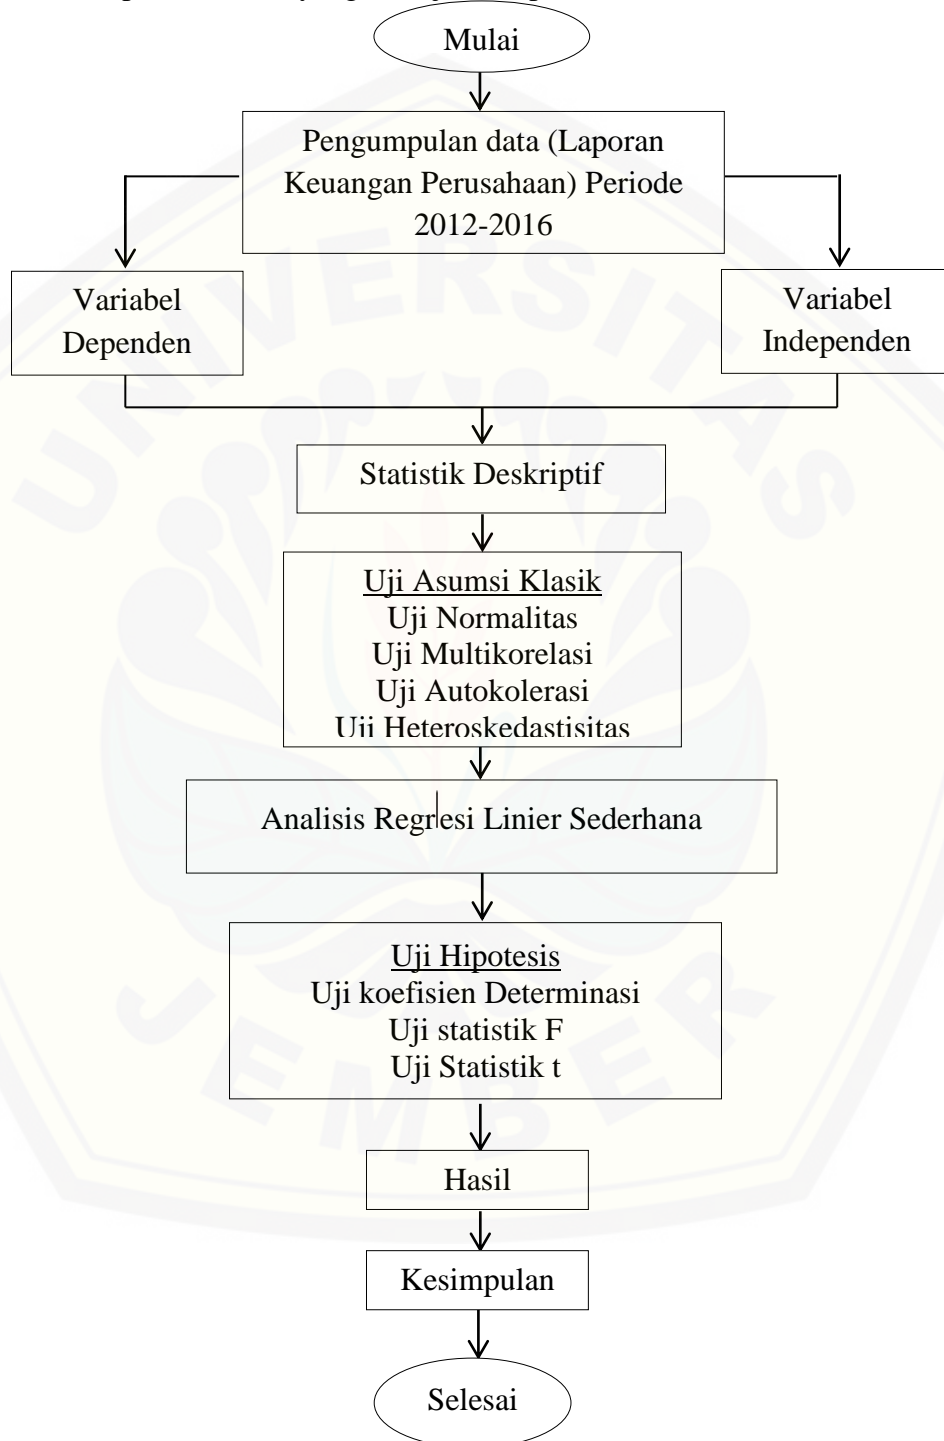 Mulai
Pengumpulan data (Laporan
Keuangan Perusahaan) Periode
2012-2016
Variabel
Dependen
Variabel
Independen
Statistik Deskriptif
Uji Asumsi Klasik
Uji Normalitas
Uji Multikorelasi
Uji Autokolerasi
Uji Heteroskedastisitas
Analisis Regresi Linier Sederhana
Uji Hipotesis
Uji koefisien Determinasi
Uji statistik F
Uji Statistik t
Hasil
Kesimpulan
Selesai
UNIVERSITAS
JEMBER